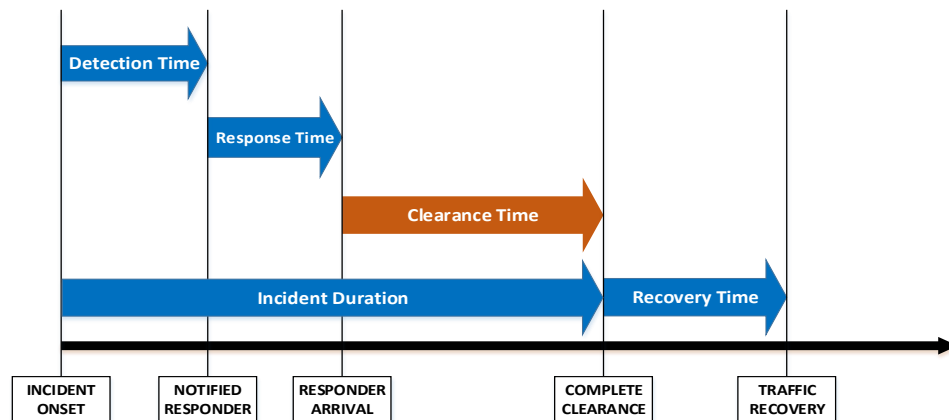 Detection Time
Response Time
Clearance Time
Incident Duration
Recovery Time
INCIDENT
ONSET
NOTIFIED
RESPONDER
RESPONDER
ARRIVAL
COMPLETE
CLEARANCE
TRAFFIC
RECOVERY